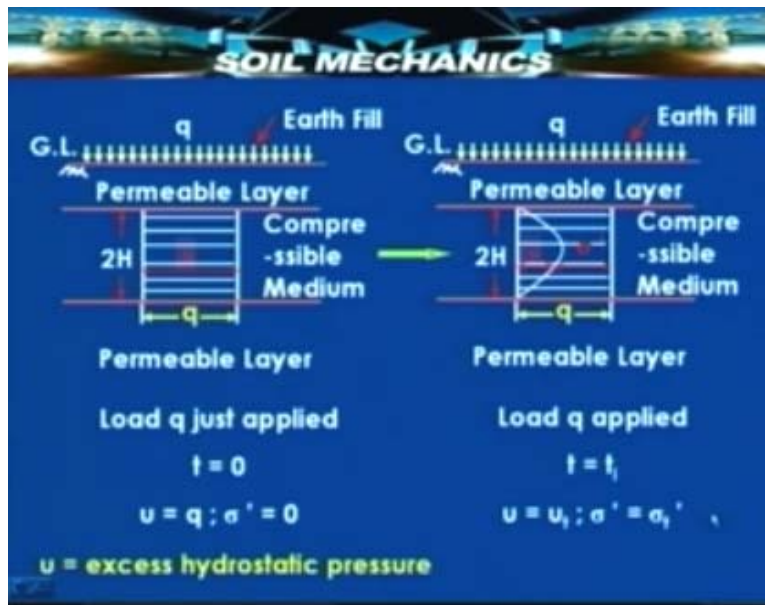 SOIL MECHANICS
q
Earth Fill
G.L.
Permeable Layer
2H
Compre
-ssible
Medium
q
Permeable Layer
Load q just applied
t = 0
u = q ; σ ' = 0
q
Earth Fill
G.L.
Permeable Layer
2H
Compre
-ssible
Medium
q
Permeable Layer
Load q applied
t = t₁
u = u₁ ; σ ' = σ₁ '
u = excess hydrostatic pressure